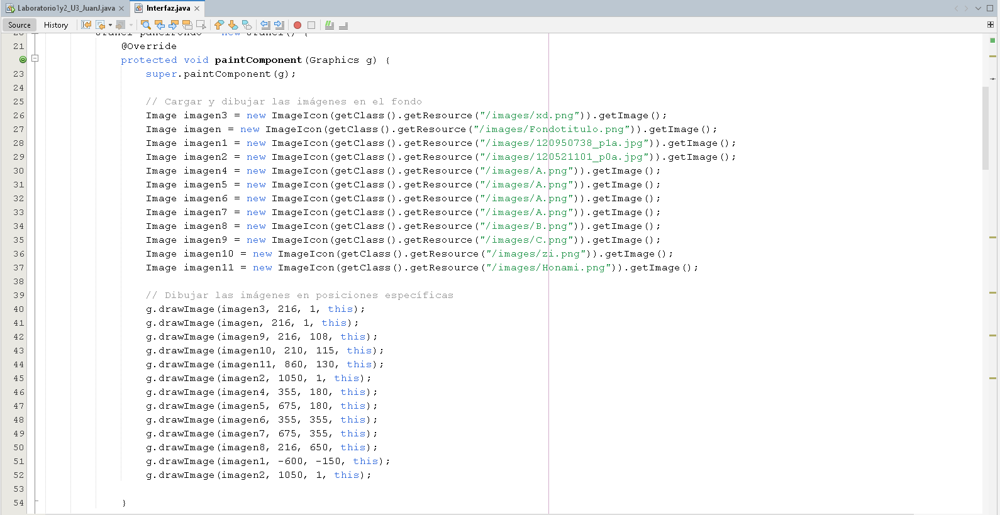 Laboratorio1y2_U3_JuanJ.java Interfaz.java
Source History
21 @Override
protected void paintComponent(Graphics g) {
23 super.paintComponent(g);
24
25 // Cargar y dibujar las imágenes en el fondo
26 Image imagen3 = new ImageIcon(getClass().getResource("/images/xd.png")).getImage();
27 Image imagen = new ImageIcon(getClass().getResource("/images/Fondotitulo.png")).getImage();
28 Image imagen1 = new ImageIcon(getClass().getResource("/images/120950738_p1a.jpg")).getImage();
29 Image imagen2 = new ImageIcon(getClass().getResource("/images/120521101_p0a.jpg")).getImage();
30 Image imagen4 = new ImageIcon(getClass().getResource("/images/A.png")).getImage();
31 Image imagen5 = new ImageIcon(getClass().getResource("/images/A.png")).getImage();
32 Image imagen6 = new ImageIcon(getClass().getResource("/images/A.png")).getImage();
33 Image imagen7 = new ImageIcon(getClass().getResource("/images/A.png")).getImage();
34 Image imagen8 = new ImageIcon(getClass().getResource("/images/B.png")).getImage();
35 Image imagen9 = new ImageIcon(getClass().getResource("/images/C.png")).getImage();
36 Image imagen10 = new ImageIcon(getClass().getResource("/images/zi.png")).getImage();
37 Image imagen11 = new ImageIcon(getClass().getResource("/images/Honami.png")).getImage();
38
39 // Dibujar las imágenes en posiciones específicas
40 g.drawImage(imagen3, 216, 1, this);
41 g.drawImage(imagen, 216, 1, this);
42 g.drawImage(imagen9, 216, 108, this);
43 g.drawImage(imagen10, 210, 115, this);
44 g.drawImage(imagen11, 860, 130, this);
45 g.drawImage(imagen2, 1050, 1, this);
46 g.drawImage(imagen4, 355, 180, this);
47 g.drawImage(imagen5, 675, 180, this);
48 g.drawImage(imagen6, 355, 355, this);
49 g.drawImage(imagen7, 675, 355, this);
50 g.drawImage(imagen8, 216, 650, this);
51 g.drawImage(imagen1, -600, -150, this);
52 g.drawImage(imagen2, 1050, 1, this);
53
54 }